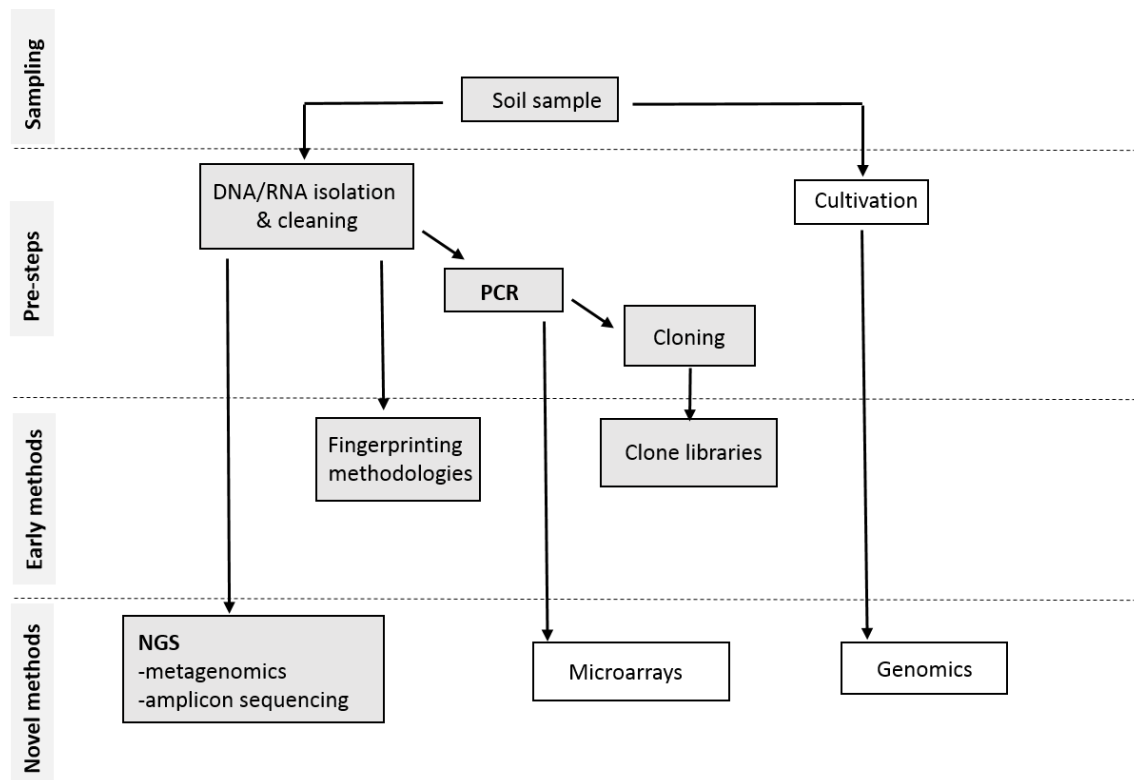 Sampling
Soil sample
Pre-steps
DNA/RNA isolation
& cleaning
Cultivation
PCR
Cloning
Early methods
Fingerprinting
methodologies
Clone libraries
Novel methods
NGS
-metagenomics
-amplicon sequencing
Microarrays
Genomics